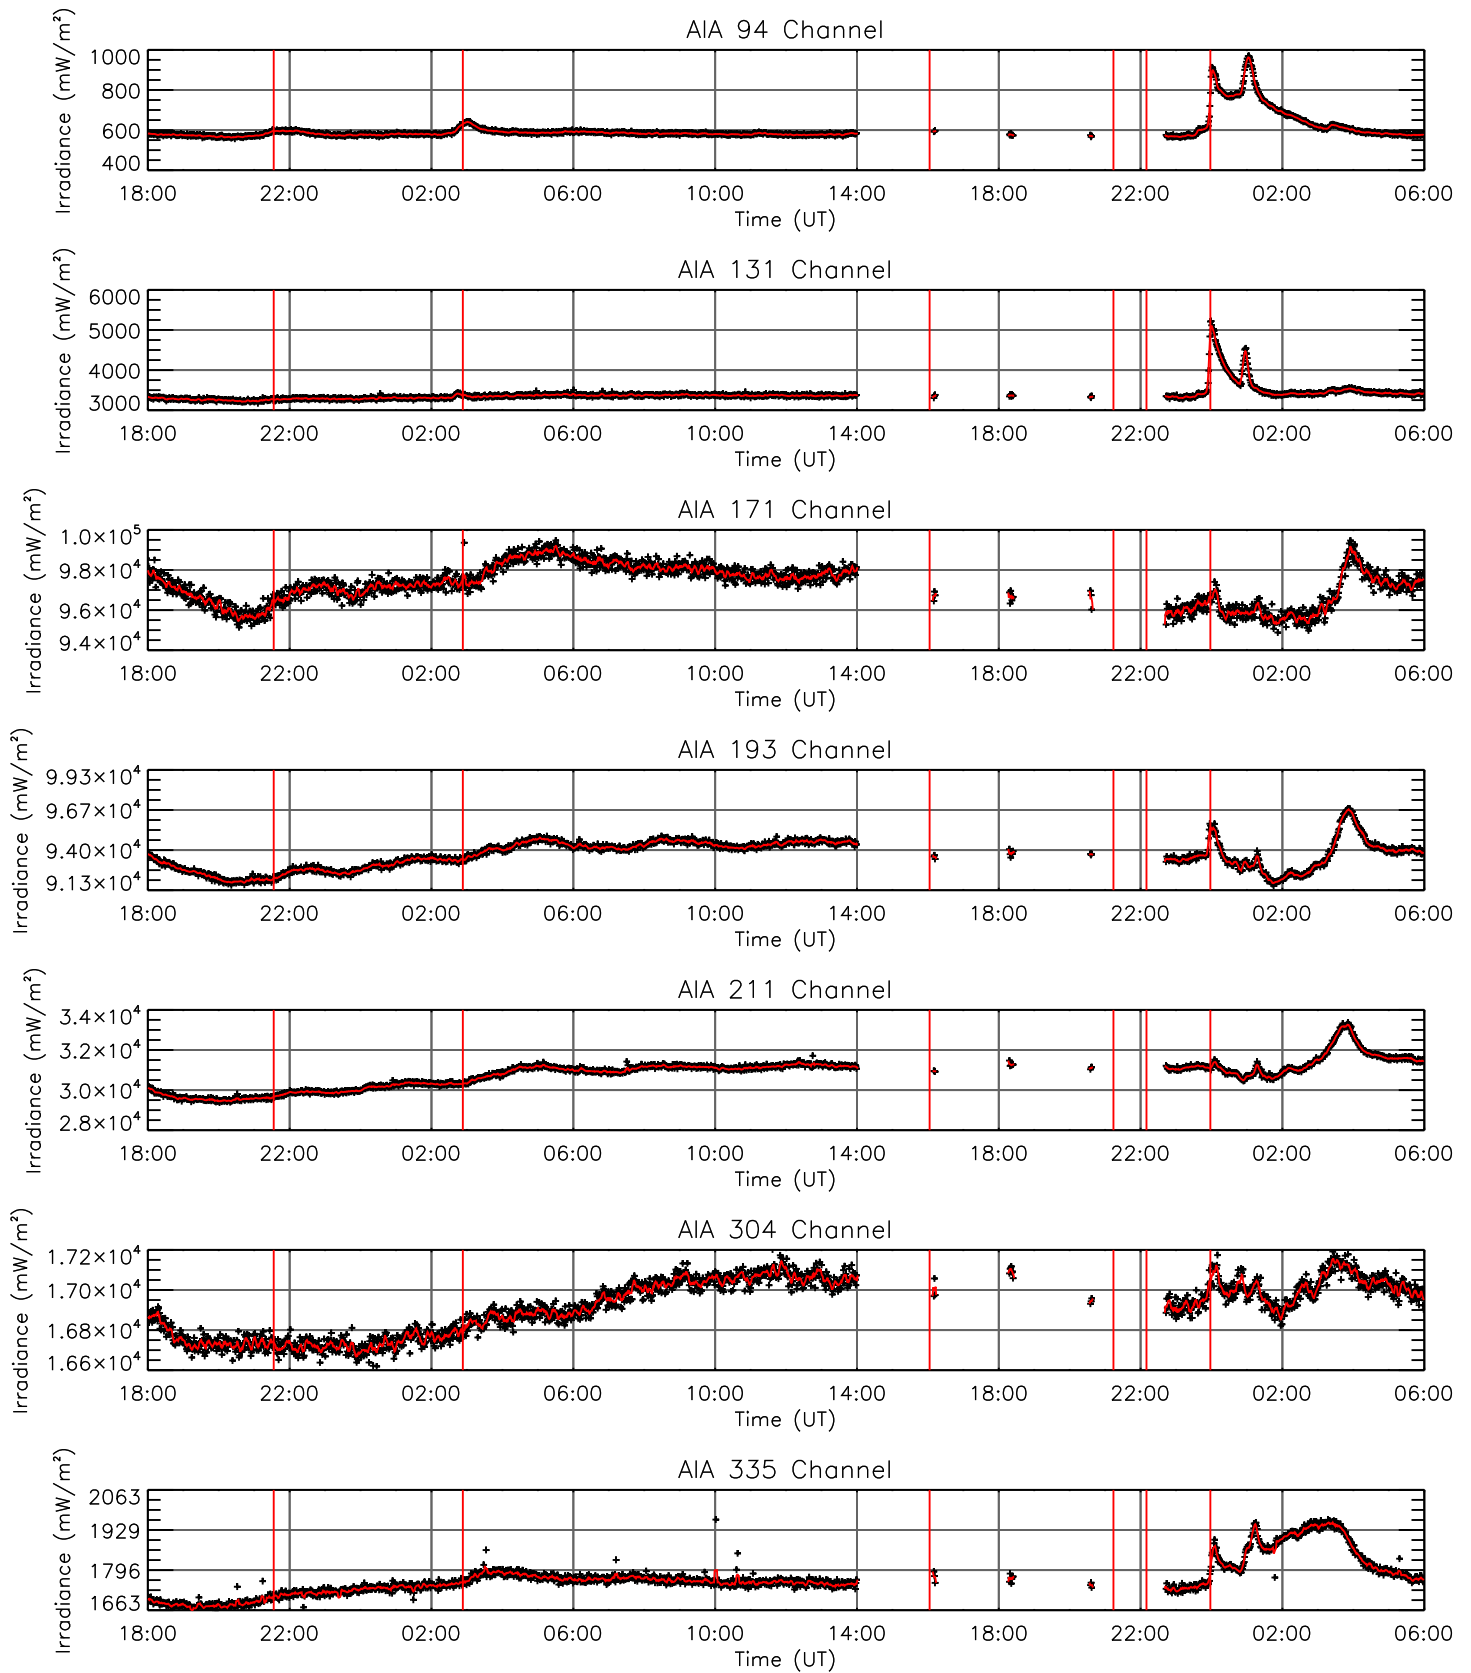 AIA 94 Channel
Irradiance (mW/m²)
1000
800
600
400
18:00 22:00 02:00 06:00 10:00 14:00 18:00 22:00 02:00 06:00
Time (UT)
AIA 131 Channel
Irradiance (mW/m²)
6000
5000
4000
3000
18:00 22:00 02:00 06:00 10:00 14:00 18:00 22:00 02:00 06:00
Time (UT)
AIA 171 Channel
Irradiance (mW/m²)
1.0×10⁵
9.8×10⁴
9.6×10⁴
9.4×10⁴
18:00 22:00 02:00 06:00 10:00 14:00 18:00 22:00 02:00 06:00
Time (UT)
AIA 193 Channel
Irradiance (mW/m²)
9.93×10⁴
9.67×10⁴
9.40×10⁴
9.13×10⁴
18:00 22:00 02:00 06:00 10:00 14:00 18:00 22:00 02:00 06:00
Time (UT)
AIA 211 Channel
Irradiance (mW/m²)
3.4×10⁴
3.2×10⁴
3.0×10⁴
2.8×10⁴
18:00 22:00 02:00 06:00 10:00 14:00 18:00 22:00 02:00 06:00
Time (UT)
AIA 304 Channel
Irradiance (mW/m²)
1.72×10⁴
1.70×10⁴
1.68×10⁴
1.66×10⁴
18:00 22:00 02:00 06:00 10:00 14:00 18:00 22:00 02:00 06:00
Time (UT)
AIA 335 Channel
Irradiance (mW/m²)
2063
1929
1796
1663
18:00 22:00 02:00 06:00 10:00 14:00 18:00 22:00 02:00 06:00
Time (UT)